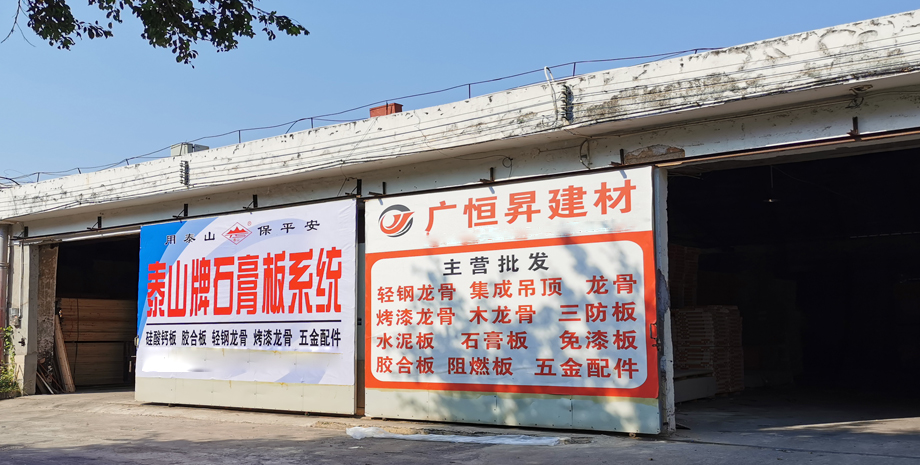 用泰山 保平安
泰山牌石膏板系统
硅酸钙板 胶合板 轻钢龙骨 烤漆龙骨 五金配件
广恒昇建材
主营批发
轻钢龙骨 集成吊顶 龙骨
烤漆龙骨 木龙骨 三防板
水泥板 石膏板 免漆板
胶合板 阻燃板 五金配件